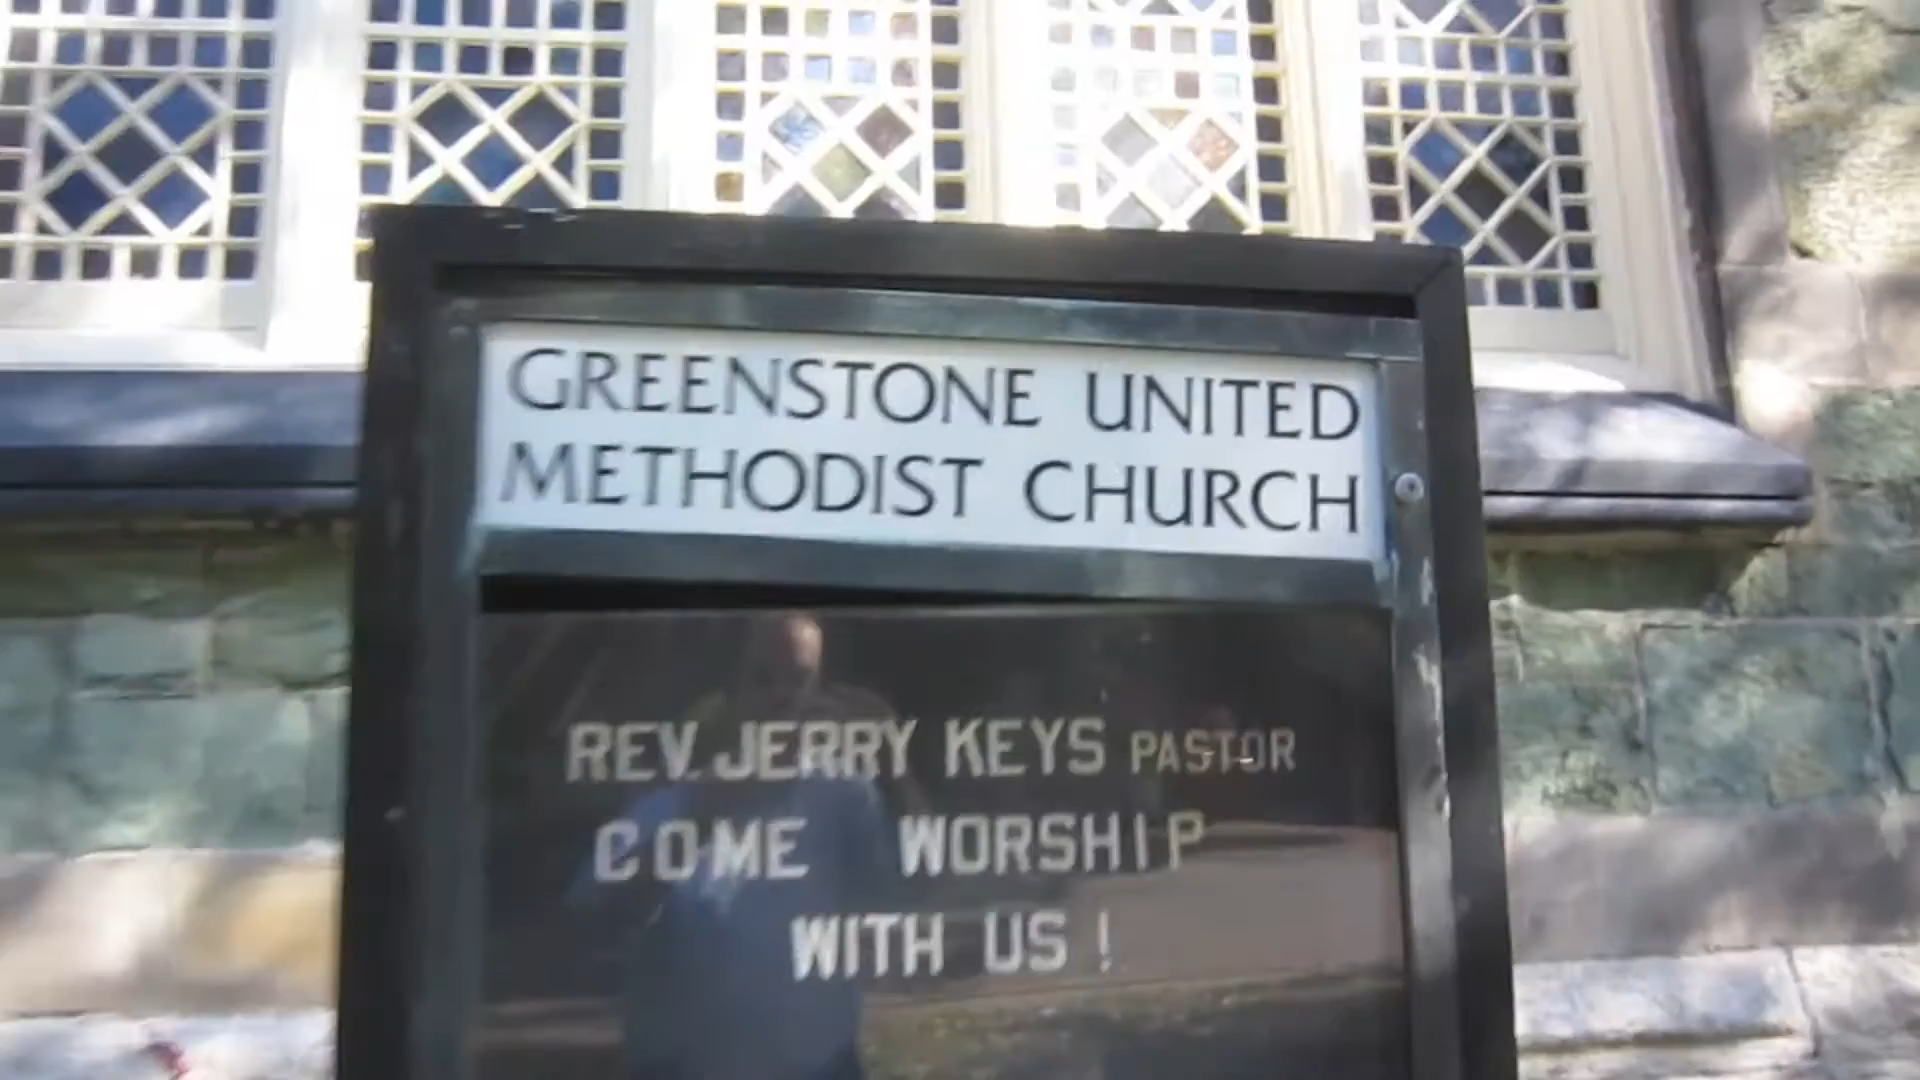 GREENSTONE UNITED
METHODIST CHURCH
REV. JERRY KEYS PASTOR
COME WORSHIP
WITH US !